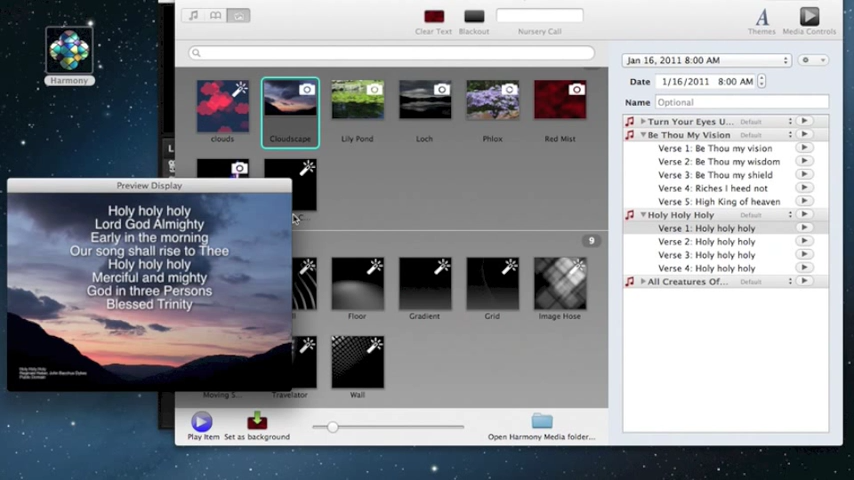 Harmony
Clear Text
Blackout
Nursery Call
Themes
Media Controls
clouds
Cloudscape
Lily Pond
Loch
Phlox
Red Mist
Jan 16, 2011 8:00 AM
Date
1/16/2011 8:00 AM
Name
Optional
Turn Your Eyes U... Default
Be Thou My Vision Default
Verse 1: Be Thou my vision
Verse 2: Be Thou my wisdom
Verse 3: Be Thou my shield
Verse 4: Riches I heed not
Verse 5: High King of heaven
Holy Holy Holy Default
Verse 1: Holy holy holy
Verse 2: Holy holy holy
Verse 3: Holy holy holy
Verse 4: Holy holy holy
All Creatures Of... Default
Preview Display
Holy holy holy
Lord God Almighty
Early in the morning
Our song shall rise to Thee
Holy holy holy
Merciful and mighty
God in three Persons
Blessed Trinity
Holy Holy Holy
Public Domain
9
Floor
Gradient
Grid
Image Hose
Moving S...
Travelator
Wall
Play Item
Set as background
Open Harmony Media folder...